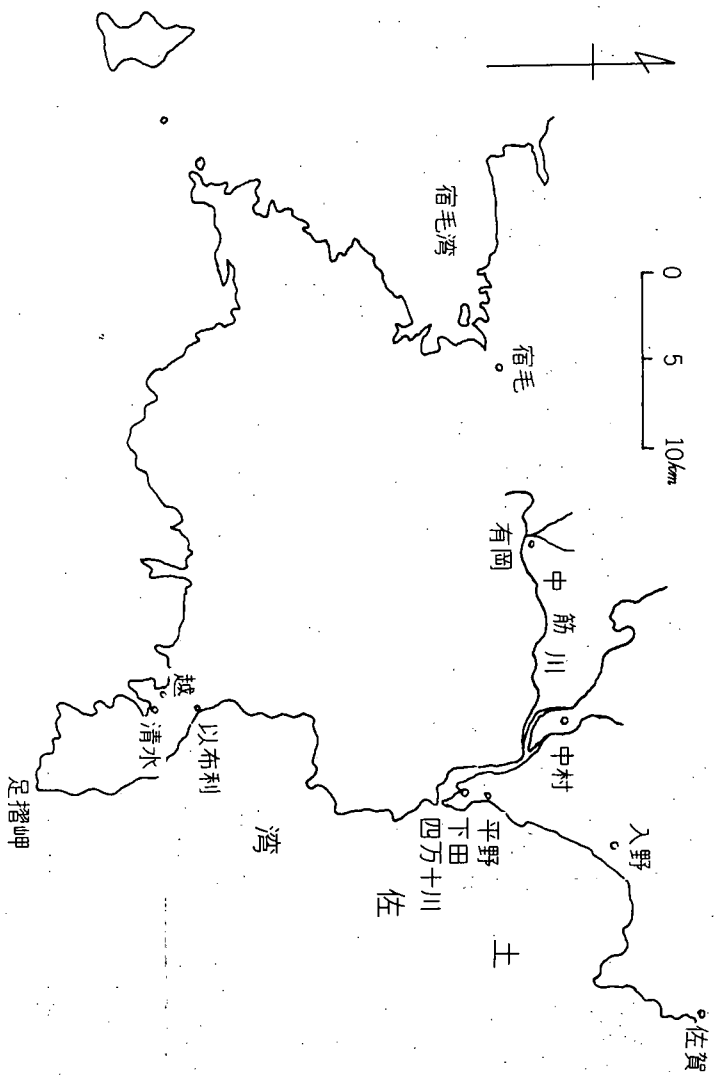 0 5 10km
宿毛湾
宿毛
有岡
中筋川
中村
入野
佐賀
平野
下田
四万十川
土佐湾
以布利
越
清水
足摺岬